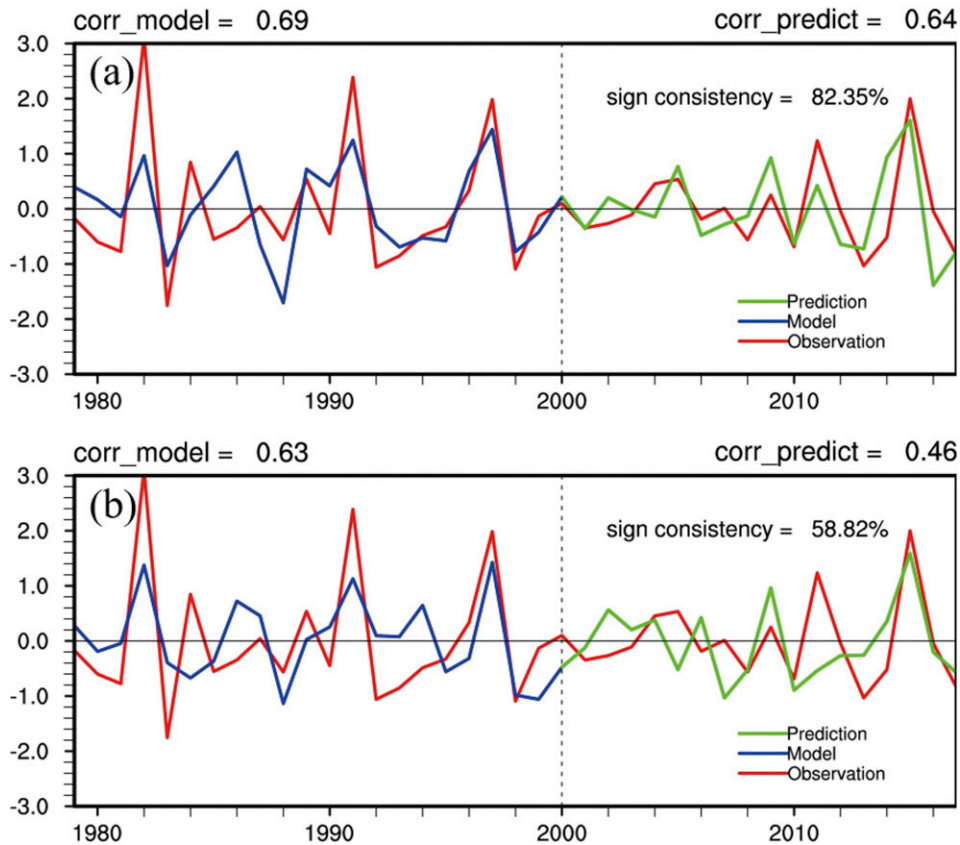 corr_model = 0.69 corr_predict = 0.64
3.0
(a)
2.0
sign consistency = 82.35%
1.0
0.0
-1.0
Prediction
-2.0
Model
Observation
-3.0
1980 1990 2000 2010
corr_model = 0.63 corr_predict = 0.46
3.0
(b)
2.0
sign consistency = 58.82%
1.0
0.0
-1.0
Prediction
-2.0
Model
Observation
-3.0
1980 1990 2000 2010